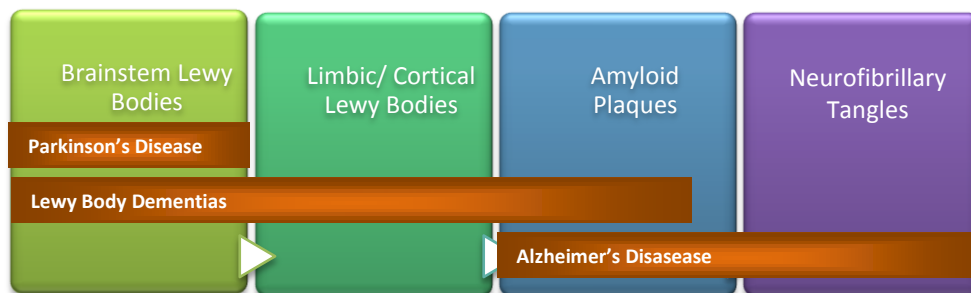 Brainstem Lewy
Bodies
Limbic/ Cortical
Lewy Bodies
Amyloid
Plaques
Neurofibrillary
Tangles
Parkinson's Disease
Lewy Body Dementias
Alzheimer's Disasease